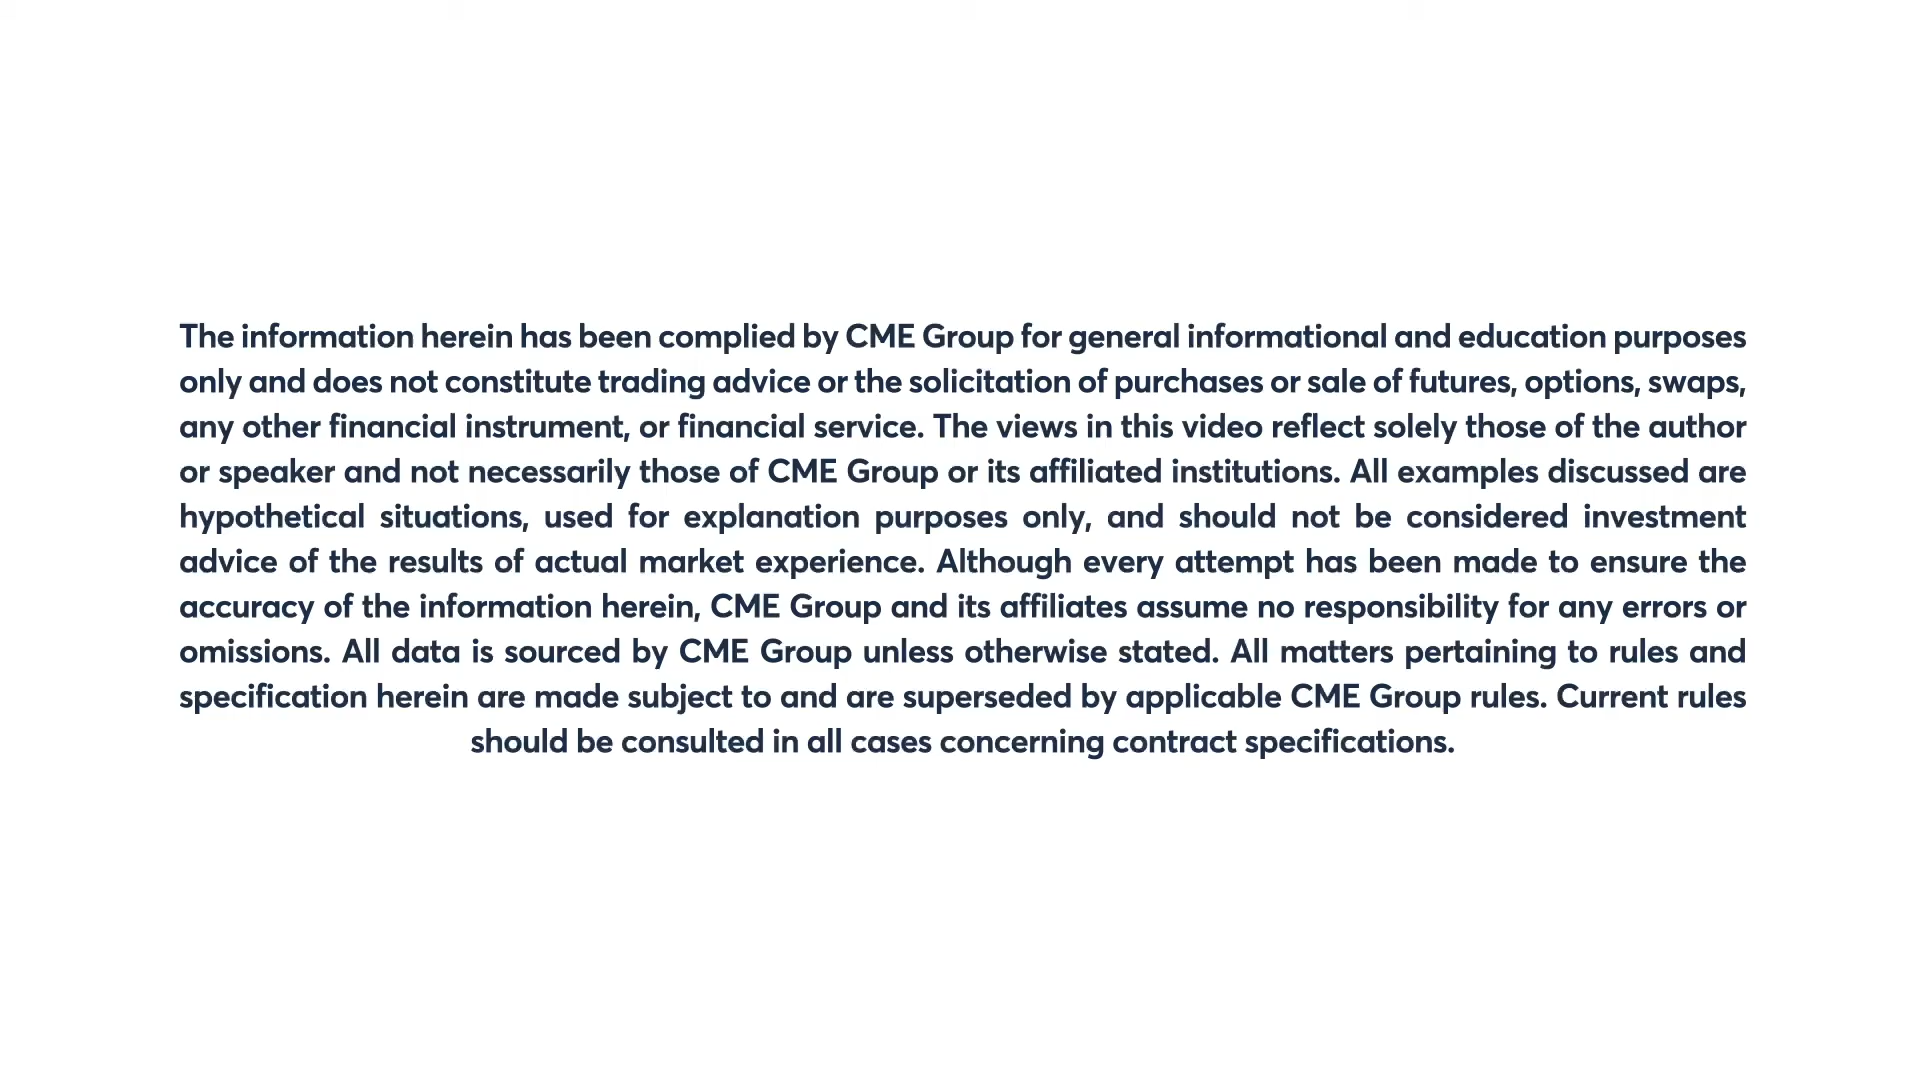 The information herein has been complied by CME Group for general informational and education purposes
only and does not constitute trading advice or the solicitation of purchases or sale of futures, options, swaps,
any other financial instrument, or financial service. The views in this video reflect solely those of the author
or speaker and not necessarily those of CME Group or its affiliated institutions. All examples discussed are
hypothetical situations, used for explanation purposes only, and should not be considered investment
advice of the results of actual market experience. Although every attempt has been made to ensure the
accuracy of the information herein, CME Group and its affiliates assume no responsibility for any errors or
omissions. All data is sourced by CME Group unless otherwise stated. All matters pertaining to rules and
specification herein are made subject to and are superseded by applicable CME Group rules. Current rules
should be consulted in all cases concerning contract specifications.